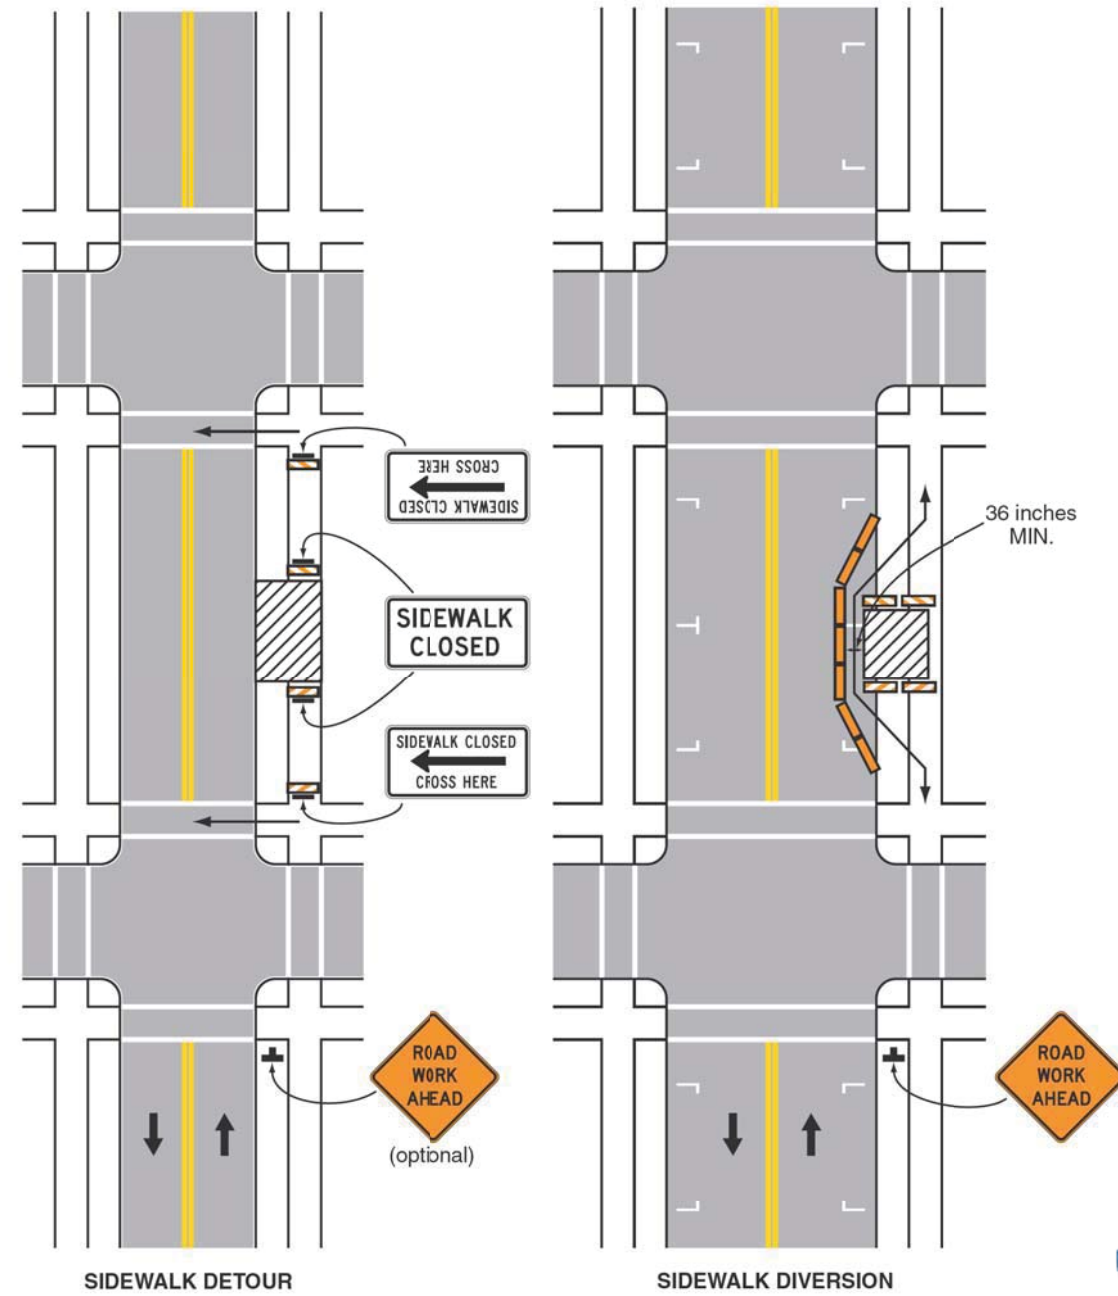 CROSS HERE
SIDEWALK CLOSED
SIDEWALK
CLOSED
SIDEWALK CLOSED
CROSS HERE
ROAD
WORK
AHEAD
(optional)
SIDEWALK DETOUR
36 inches
MIN.
ROAD
WORK
AHEAD
SIDEWALK DIVERSION